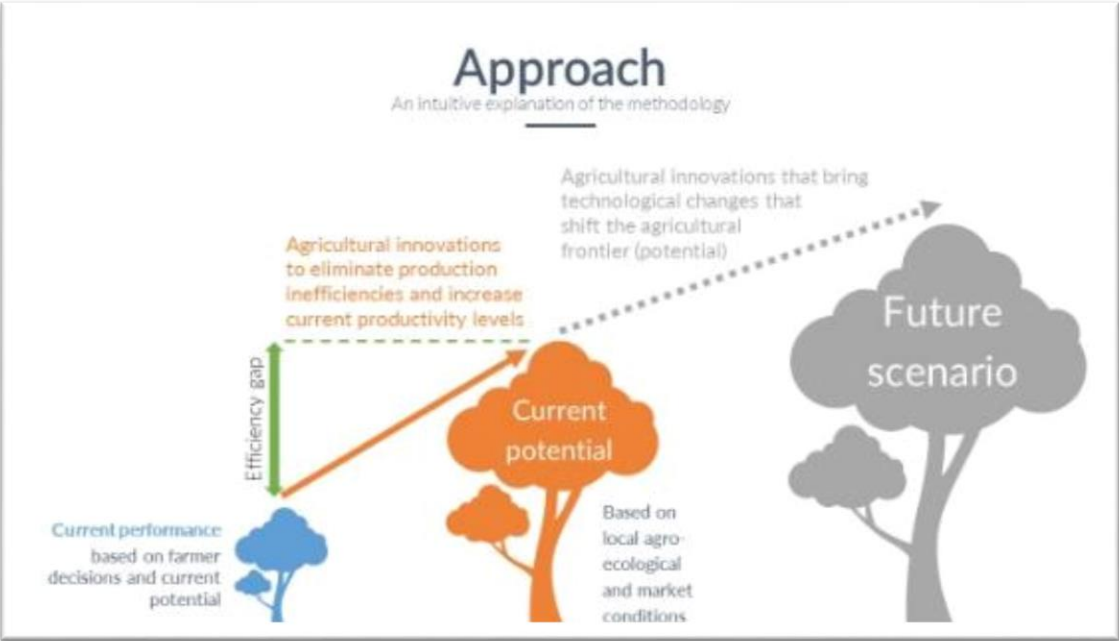 Approach
An intuitive explanation of the methodology
Agricultural innovations that bring
technological changes that
shift the agricultural
frontier (potential)
Agricultural innovations
to eliminate production
inefficiencies and increase
current productivity levels
Efficiency gap
Future
scenario
Current
potential
Current performance
based on farmer
decisions and current
potential
Based on
local agro-
ecological
and market
conditions